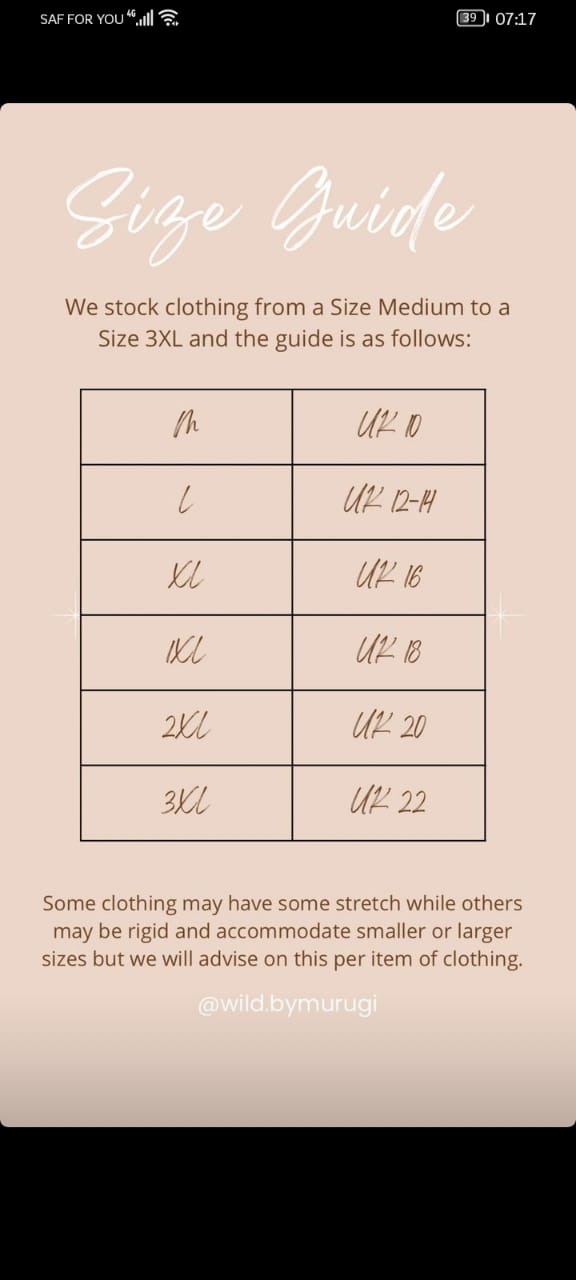 SAF FOR YOU 4G 39 07:17
Size Guide
We stock clothing from a Size Medium to a
Size 3XL and the guide is as follows:
M UK 10
L UK 12-14
XL UK 16
1XL UK 18
2XL UK 20
3XL UK 22
Some clothing may have some stretch while others
may be rigid and accommodate smaller or larger
sizes but we will advise on this per item of clothing.
@wild.bymurugi